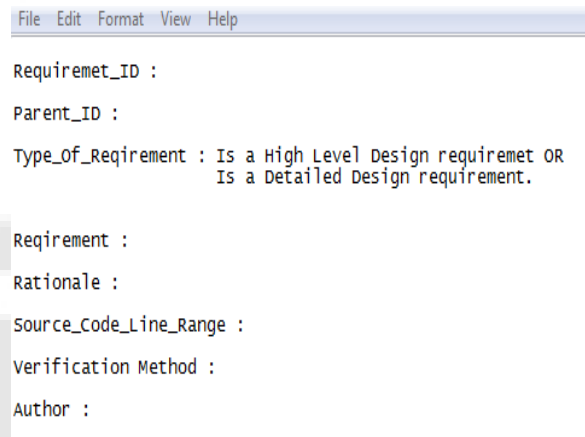 File Edit Format View Help
Requiremet_ID :
Parent_ID :
Type_Of_Reqirement : Is a High Level Design requiremet OR
Is a Detailed Design requirement.
Reqirement :
Rationale :
Source_Code_Line_Range :
Verification Method :
Author :